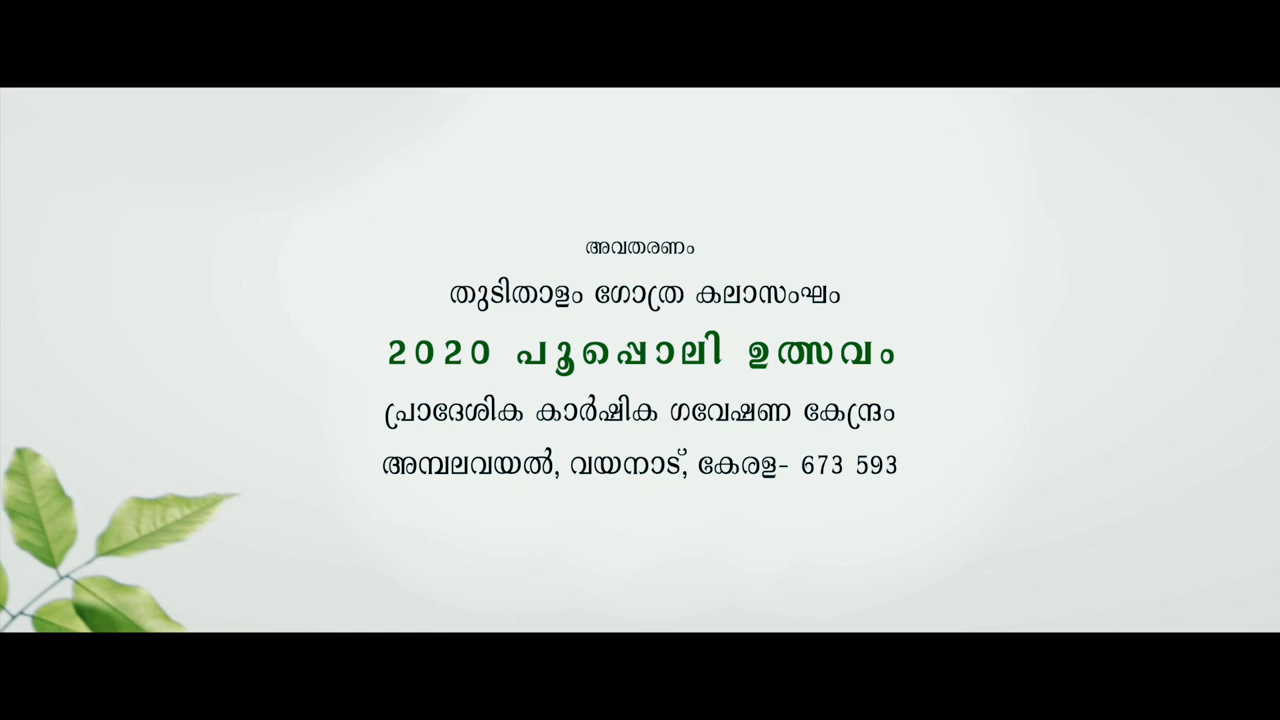 അവതരണം
തുടിതാളം ഗോത്ര കലാസംഘം
2020 പൂപ്പൊലി ഉത്സവം
പ്രാദേശിക കാർഷിക ഗവേഷണ കേന്ദ്രം
അമ്പലവയൽ, വയനാട്, കേരള- 673 593